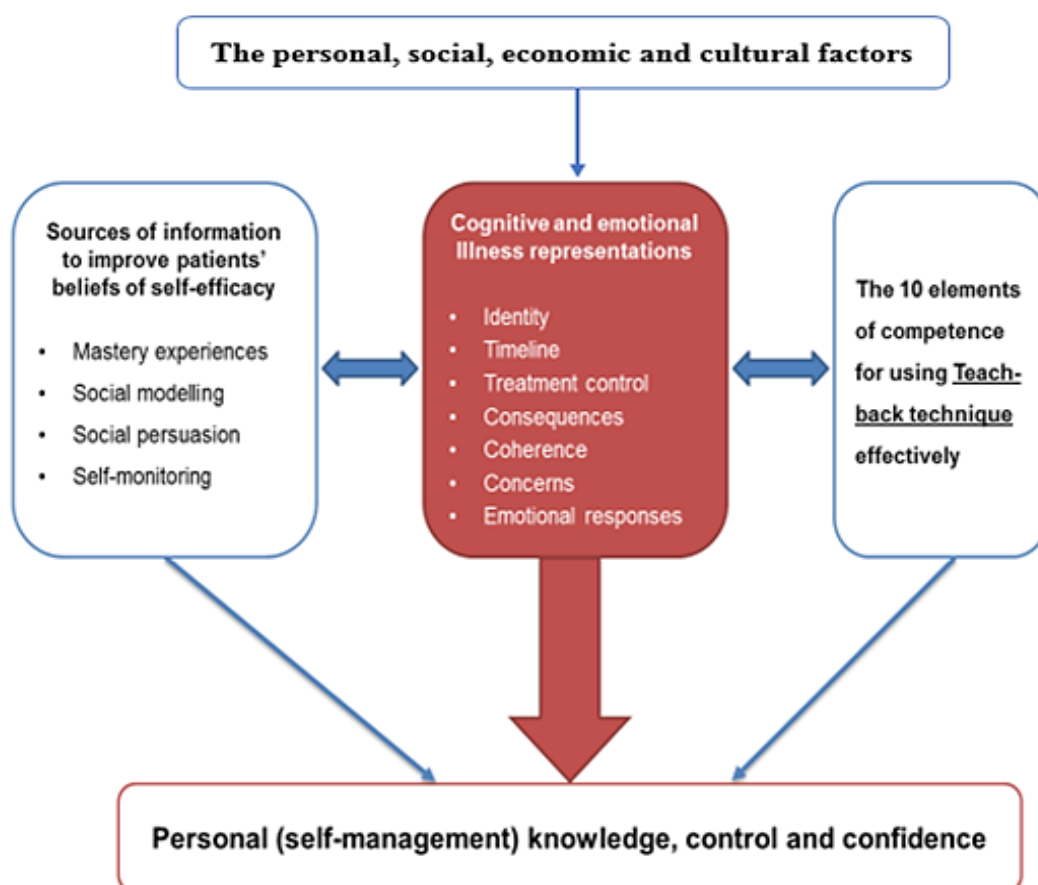 The personal, social, economic and cultural factors
Sources of information
to improve patients'
beliefs of self-efficacy
• Mastery experiences
• Social modelling
• Social persuasion
• Self-monitoring
Cognitive and emotional
Illness representations
• Identity
• Timeline
• Treatment control
• Consequences
• Coherence
• Concerns
• Emotional responses
The 10 elements
of competence
for using Teach-
back technique
effectively
Personal (self-management) knowledge, control and confidence